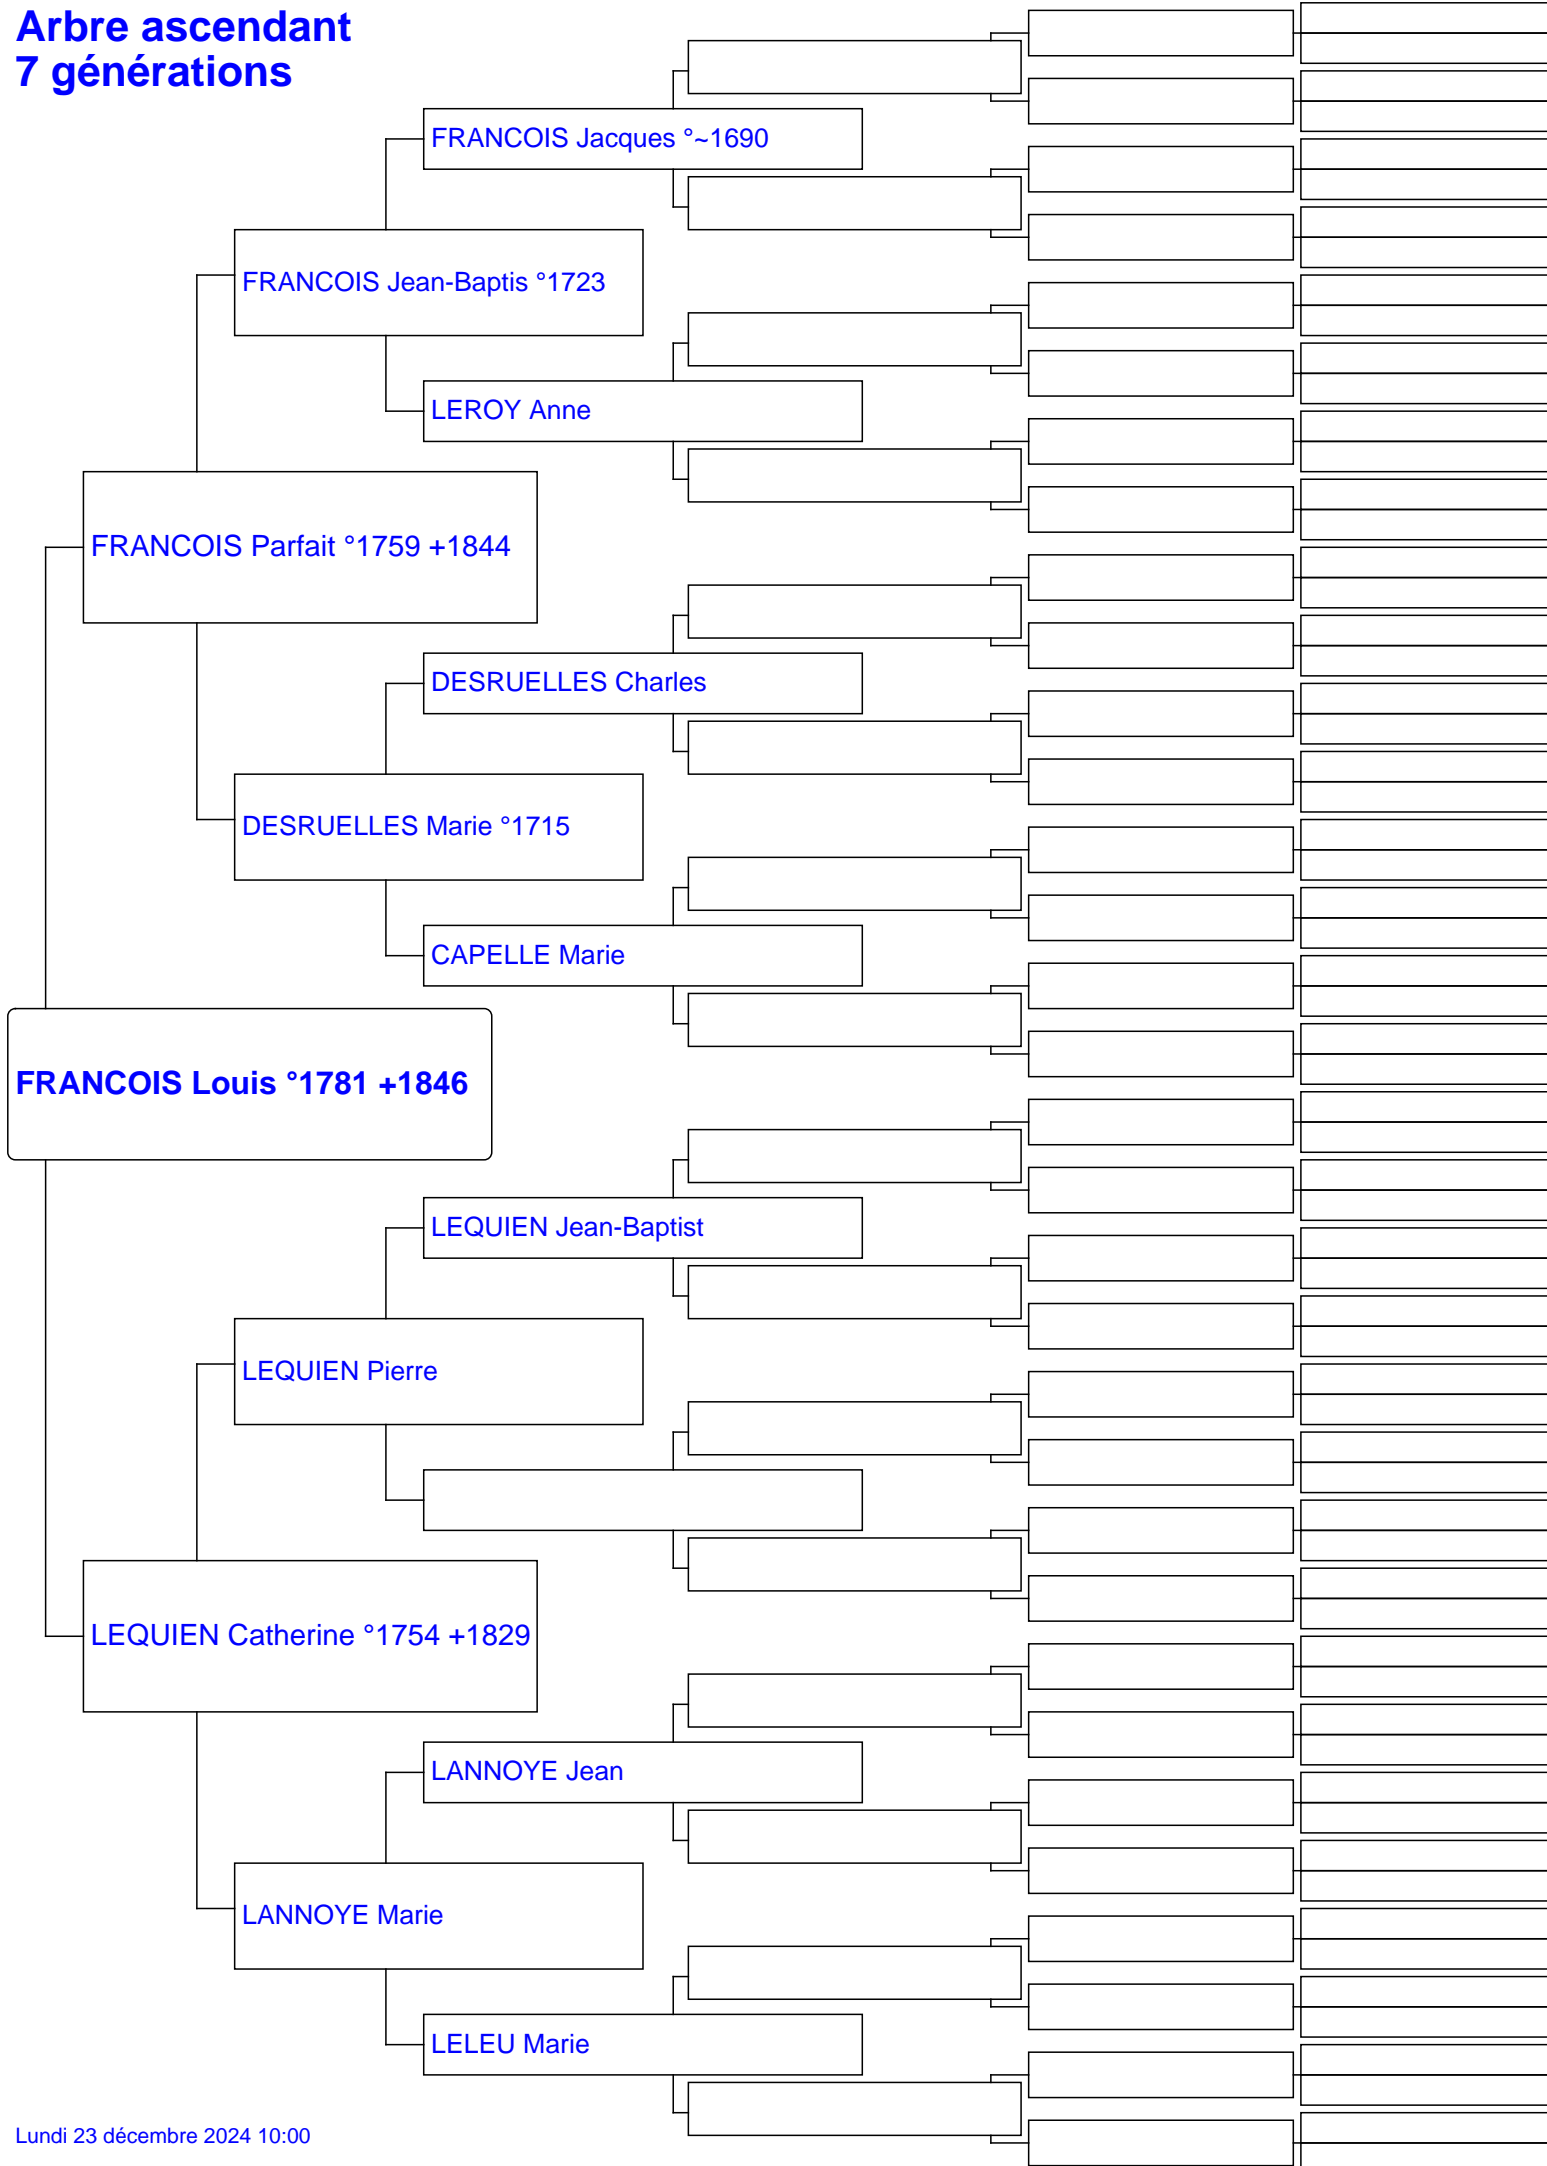 Arbre ascendant
7 générations
FRANCOIS Jacques °~1690
FRANCOIS Jean-Baptis °1723
LEROY Anne
FRANCOIS Parfait °1759 +1844
DESRUELLES Charles
DESRUELLES Marie °1715
CAPELLE Marie
FRANCOIS Louis °1781 +1846
LEQUIEN Jean-Baptist
LEQUIEN Pierre
LEQUIEN Catherine °1754 +1829
LANNOYE Jean
LANNOYE Marie
LELEU Marie
Lundi 23 décembre 2024 10:00